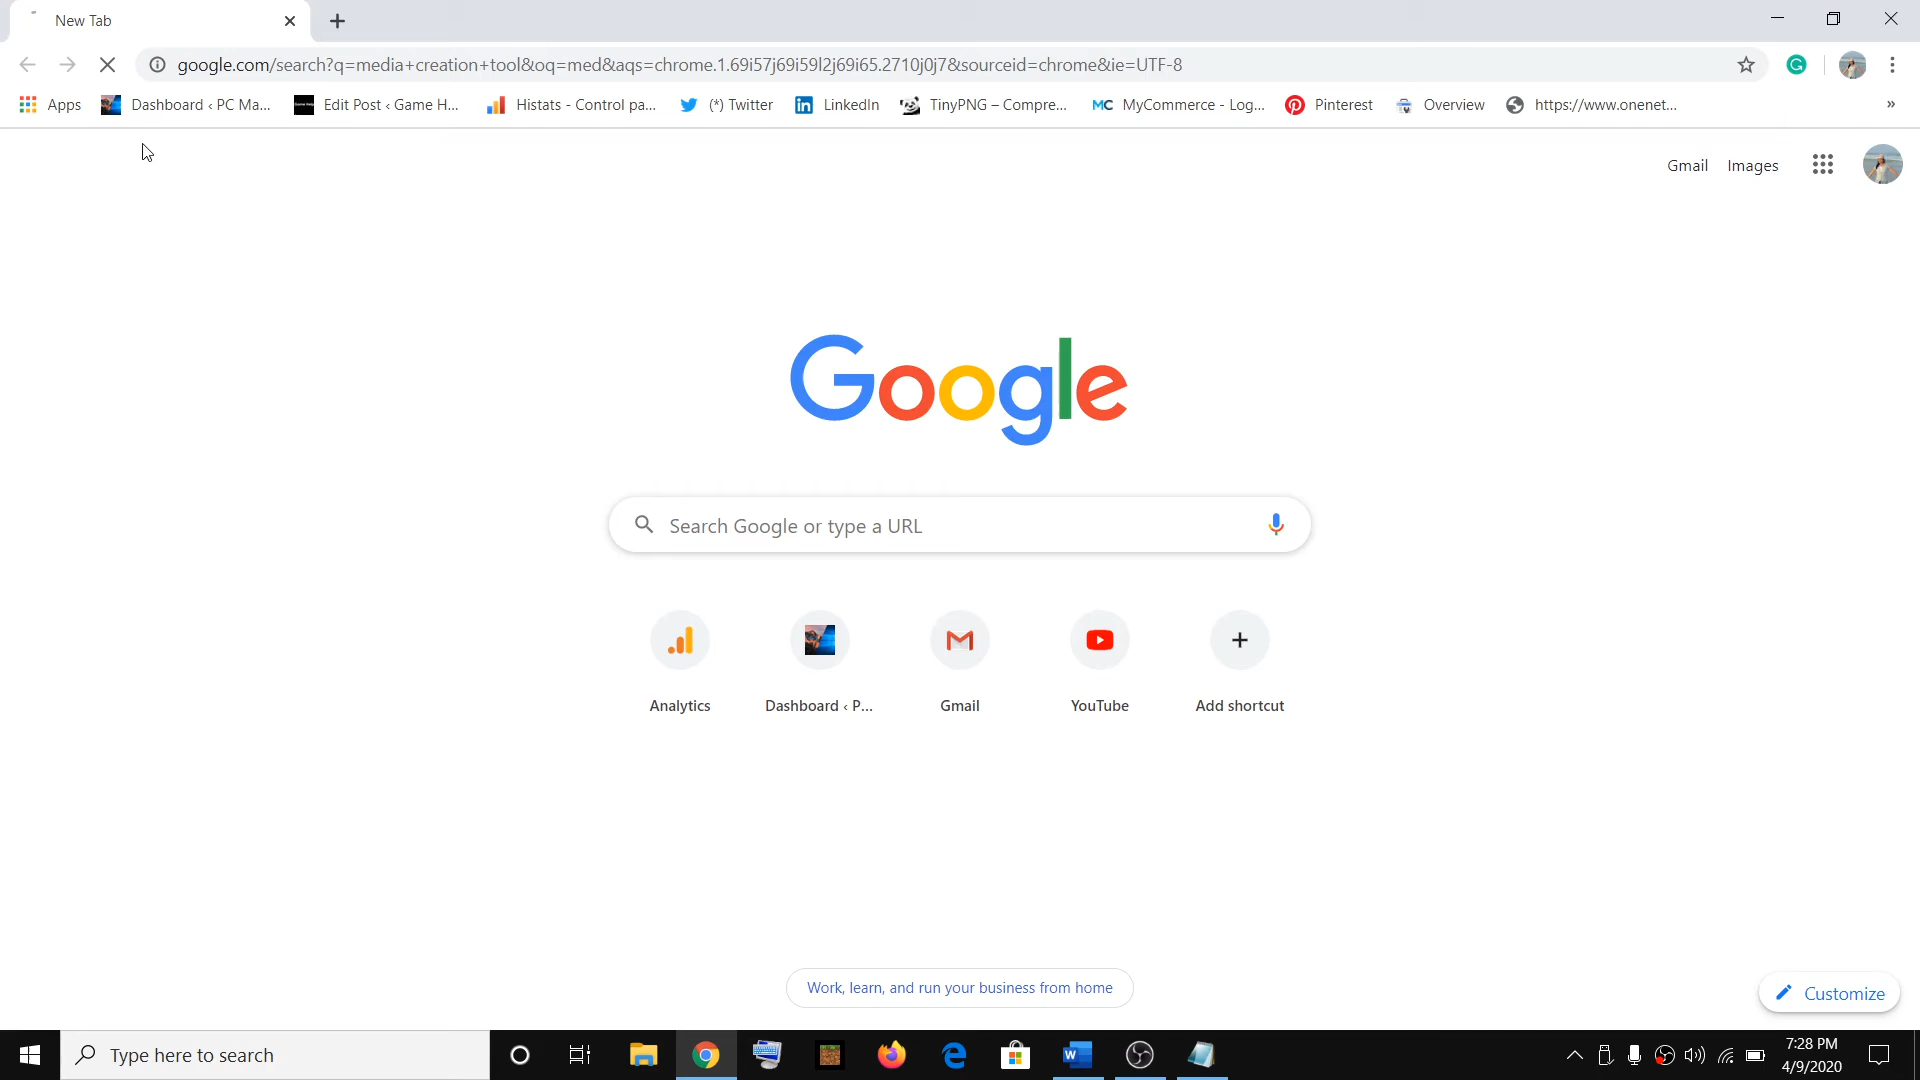 New Tab
google.com/search?q=media+creation+tool&oq=med&aqs=chrome.1.69i57j69i59l2j69i65.2710j0j7&sourceid=chrome&ie=UTF-8
Apps Dashboard ‹ PC Ma... Edit Post ‹ Game H... Histats - Control pa... (*) Twitter LinkedIn TinyPNG – Compre... MyCommerce - Log... Pinterest Overview https://www.onenet... »
Gmail Images
Google
Search Google or type a URL
Analytics Dashboard ‹ P... Gmail YouTube Add shortcut
Work, learn, and run your business from home
Customize
Type here to search
7:28 PM
4/9/2020